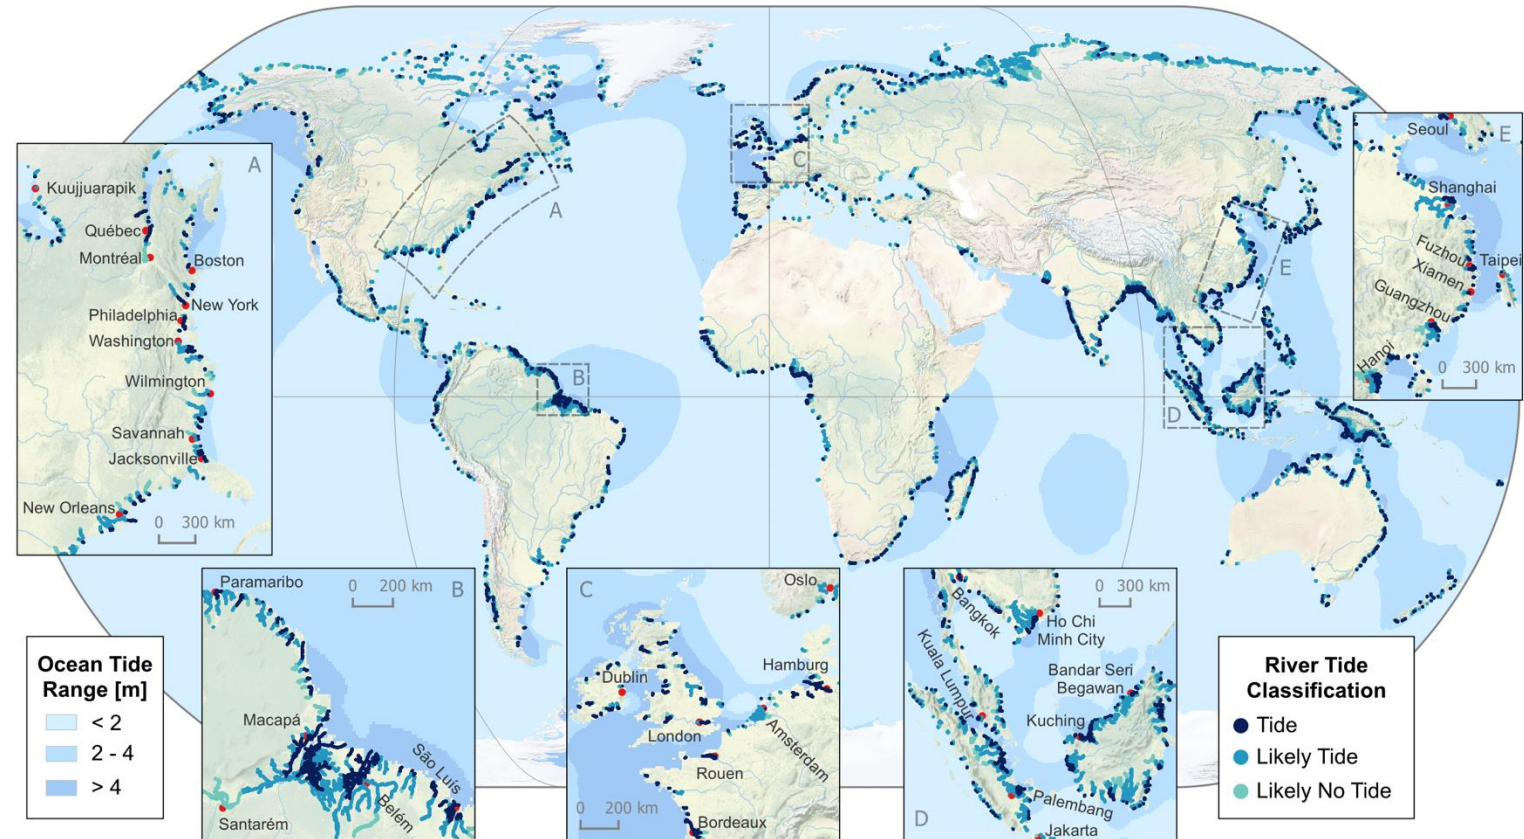 A
Kuujjuarapik
Québec
Montréal
Boston
New York
Philadelphia
Washington
Wilmington
Savannah
Jacksonville
New Orleans
0 300 km
A
B
C
D
E
E
Seoul
Shanghai
Fuzhou
Taipei
Xiamen
Guangzhou
Hanoi
0 300 km
Ocean Tide
Range [m]
< 2
2 - 4
> 4
B
Paramaribo
0 200 km
Macapá
São Luís
Belém
Santarém
C
Oslo
Dublin
Hamburg
London
Amsterdam
Rouen
0 200 km
Bordeaux
0 300 km
Bangkok
Ho Chi
Minh City
Kuala Lumpur
Bandar Seri
Begawan
Kuching
Palembang
D
Jakarta
River Tide
Classification
Tide
Likely Tide
Likely No Tide